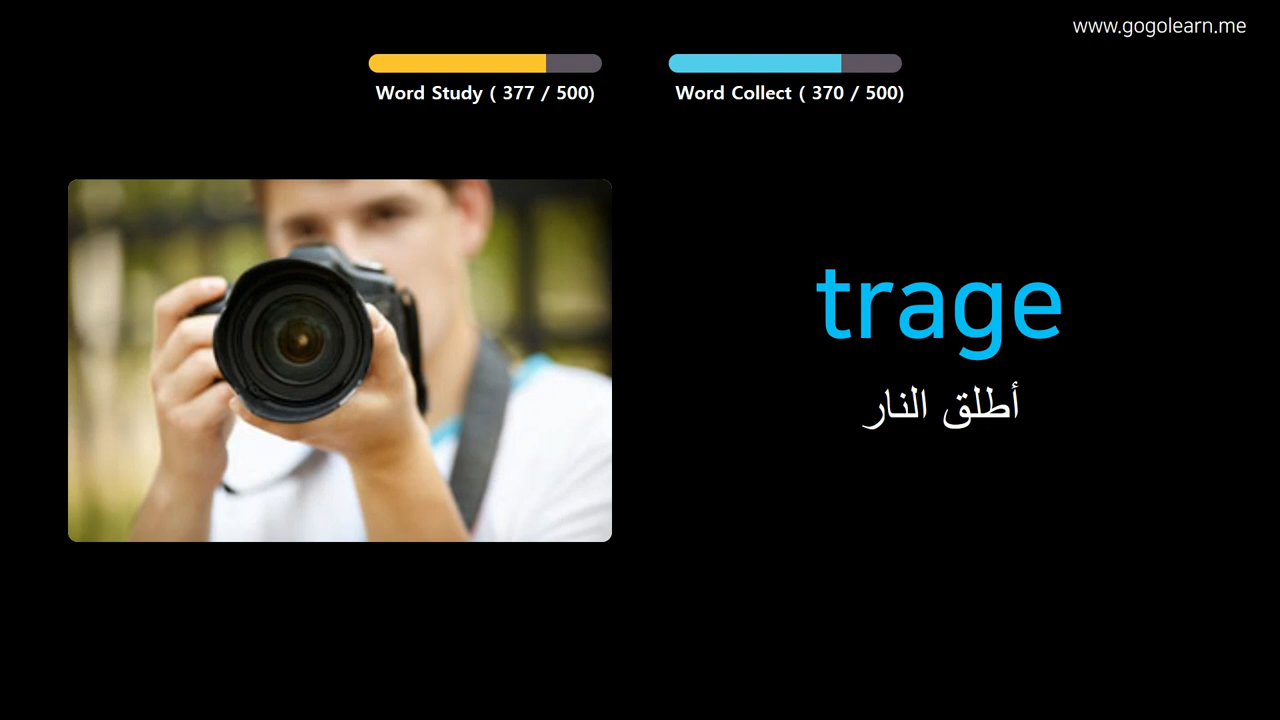 www.gogolearn.me
Word Study ( 377 / 500)
Word Collect ( 370 / 500)
trage
أطلق النار